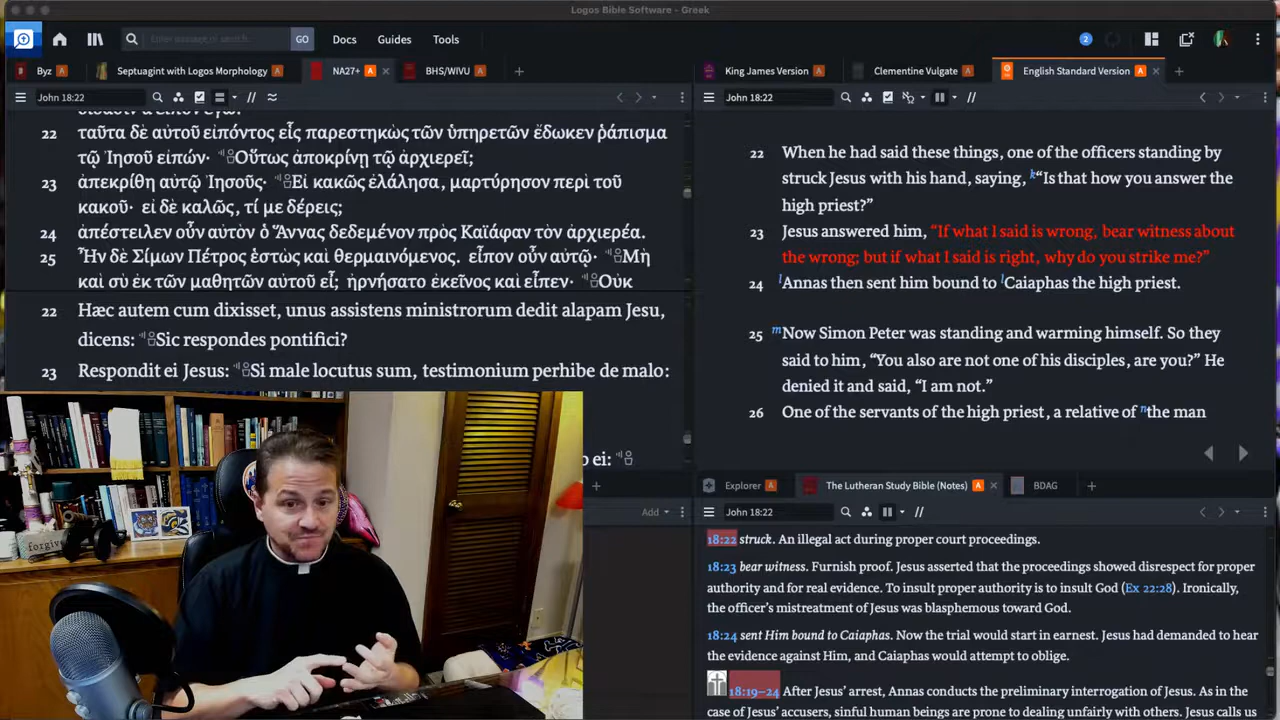 Logos Bible Software - Greek
Enter passage or search
GO
Docs
Guides
Tools
2
Byz A
Septuagint with Logos Morphology A
NA27+ A
BHS/WIVU A
John 18:22
22 ταῦτα δὲ αὐτοῦ εἰπόντος εἷς παρεστηκὼς τῶν ὑπηρετῶν ἔδωκεν ῥάπισμα
τῷ Ἰησοῦ εἰπών· Οὕτως ἀποκρίνῃ τῷ ἀρχιερεῖ;
23 ἀπεκρίθη αὐτῷ Ἰησοῦς· Εἰ κακῶς ἐλάλησα, μαρτύρησον περὶ τοῦ
κακοῦ· εἰ δὲ καλῶς, τί με δέρεις;
24 ἀπέστειλεν οὖν αὐτὸν ὁ Ἅννας δεδεμένον πρὸς Καϊάφαν τὸν ἀρχιερέα.
25 Ἦν δὲ Σίμων Πέτρος ἑστὼς καὶ θερμαινόμενος. εἶπον οὖν αὐτῷ· Μὴ
καὶ σὺ ἐκ τῶν μαθητῶν αὐτοῦ εἶ; ἠρνήσατο ἐκεῖνος καὶ εἶπεν· Οὐκ
22 Hæc autem cum dixisset, unus assistens ministrorum dedit alapam Jesu,
dicens: Sic respondes pontifici?
23 Respondit ei Jesus: Si male locutus sum, testimonium perhibe de malo:
ei:
Add
King James Version A
Clementine Vulgate A
English Standard Version A
John 18:22
22 When he had said these things, one of the officers standing by
struck Jesus with his hand, saying, k“Is that how you answer the
high priest?”
23 Jesus answered him, “If what I said is wrong, bear witness about
the wrong; but if what I said is right, why do you strike me?”
24 lAnnas then sent him bound to lCaiaphas the high priest.
25 mNow Simon Peter was standing and warming himself. So they
said to him, “You also are not one of his disciples, are you?” He
denied it and said, “I am not.”
26 One of the servants of the high priest, a relative of nthe man
Explorer A
The Lutheran Study Bible (Notes) A
BDAG
John 18:22
18:22 struck. An illegal act during proper court proceedings.
18:23 bear witness. Furnish proof. Jesus asserted that the proceedings showed disrespect for proper
authority and for real evidence. To insult proper authority is to insult God (Ex 22:28). Ironically,
the officer’s mistreatment of Jesus was blasphemous toward God.
18:24 sent Him bound to Caiaphas. Now the trial would start in earnest. Jesus had demanded to hear
the evidence against Him, and Caiaphas would attempt to oblige.
18:19–24 After Jesus’ arrest, Annas conducts the preliminary interrogation of Jesus. As in the
case of Jesus’ accusers, sinful human beings are prone to dealing unfairly with others. Jesus calls us